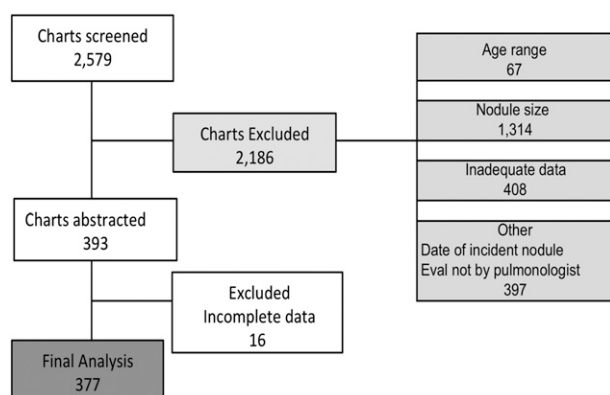 Charts screened
2,579
Age range
67
Nodule size
1,314
Charts Excluded
2,186
Inadequate data
408
Charts abstracted
393
Other
Date of incident nodule
Eval not by pulmonologist
397
Excluded
Incomplete data
16
Final Analysis
377